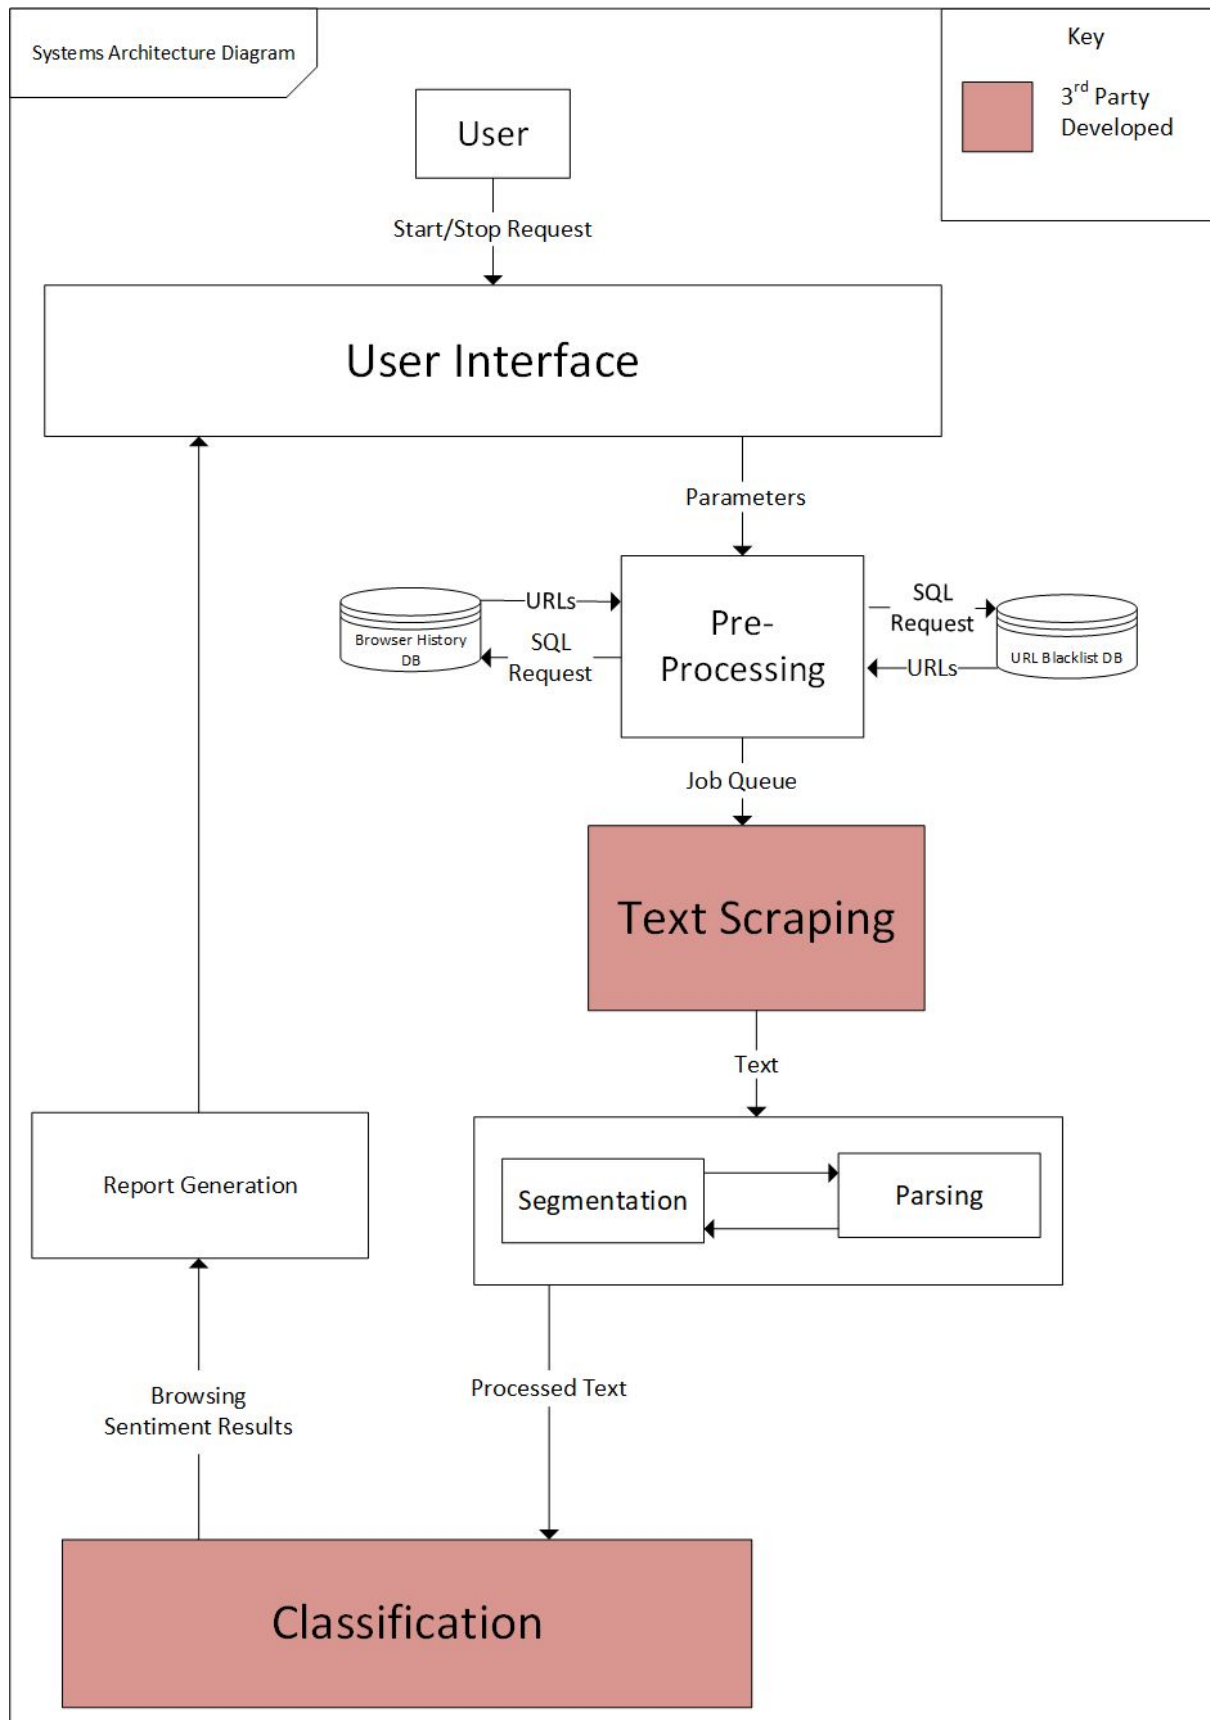 Systems Architecture Diagram
Key
3rd Party
Developed
User
Start/Stop Request
User Interface
Parameters
URLs
SQL
Request
Browser History
DB
Pre-
Processing
SQL
Request
URLs
URL Blacklist DB
Job Queue
Text Scraping
Text
Report Generation
Segmentation
Parsing
Browsing
Sentiment Results
Processed Text
Classification